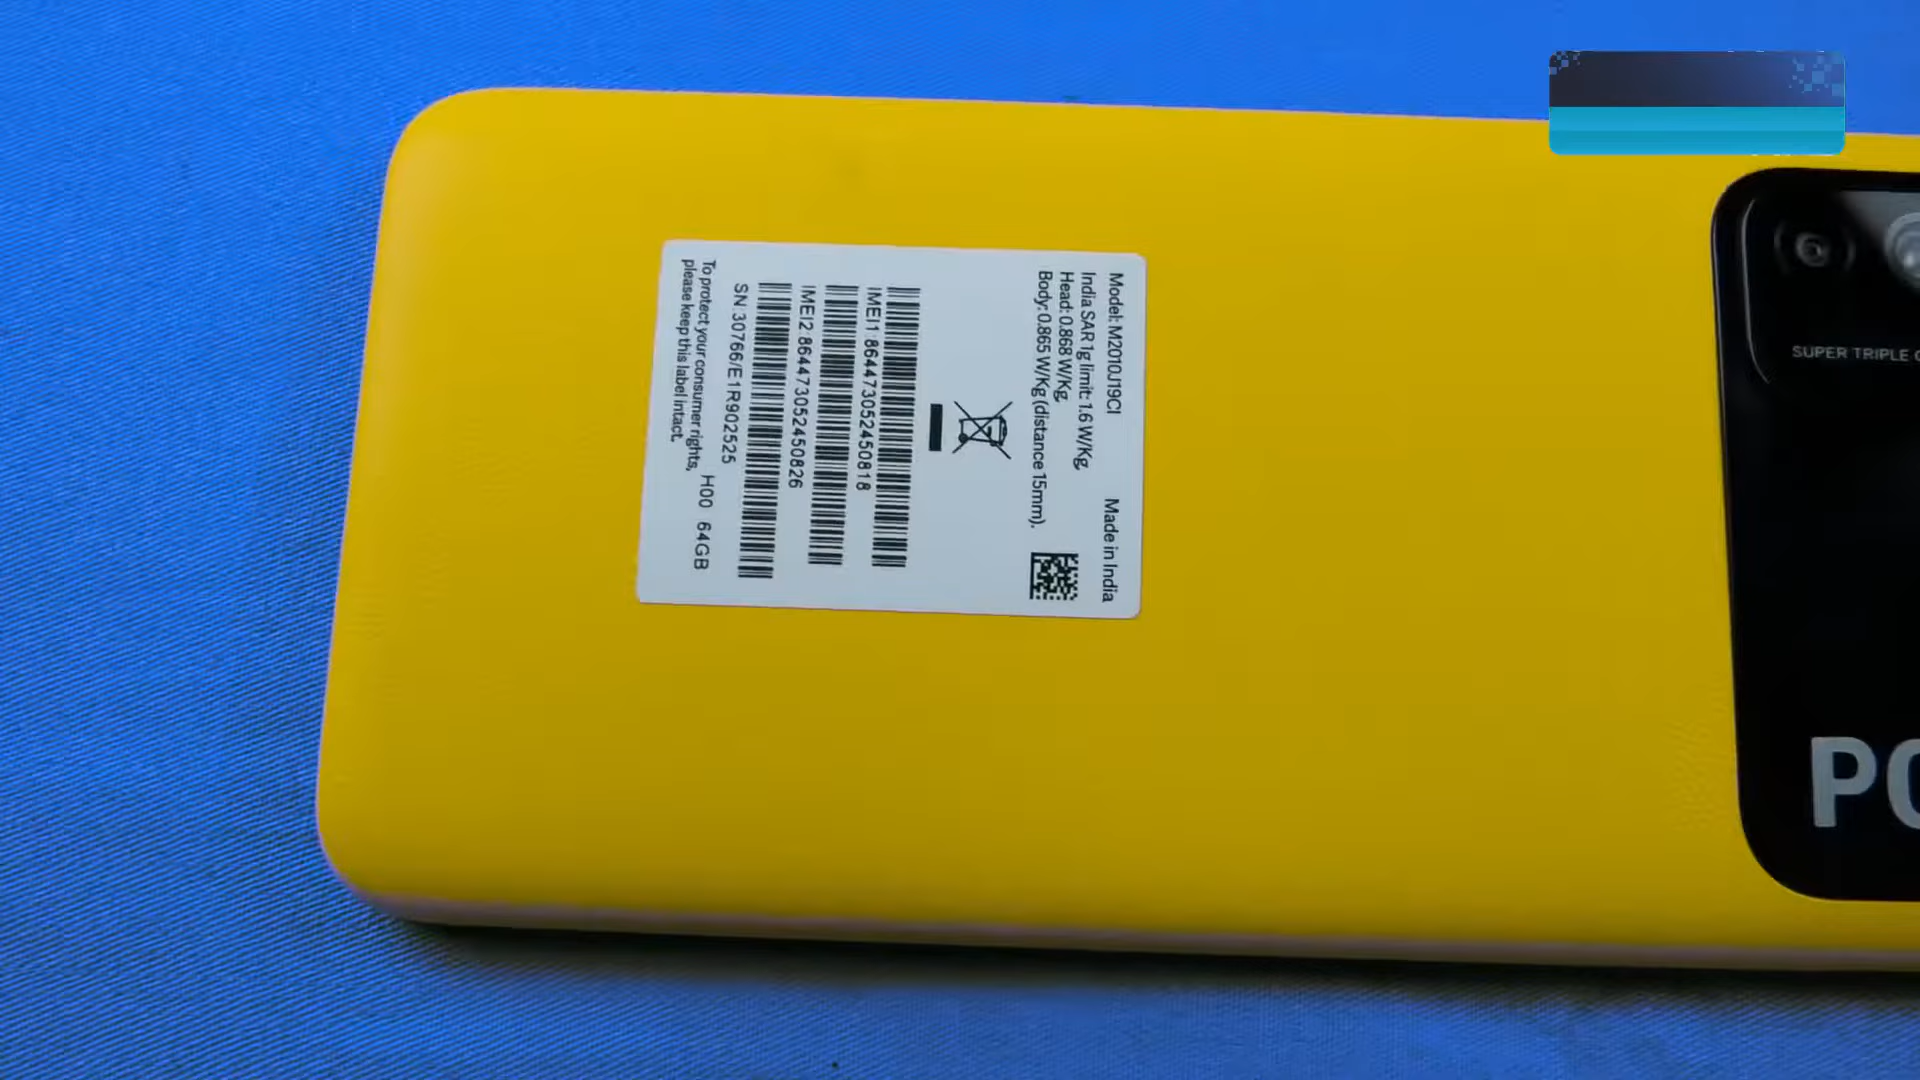 Model: M2010J19CI Made in India
India SAR 1g limit: 1.6 W/Kg
Head: 0.868 W/Kg
Body: 0.865 W/Kg (distance 15mm).
IMEI1:864473052450818
IMEI2:864473052450826
SN:30766/E1R902525
H00 64GB
To protect your consumer rights,
please keep this label intact.
SUPER TRIPLE
PO